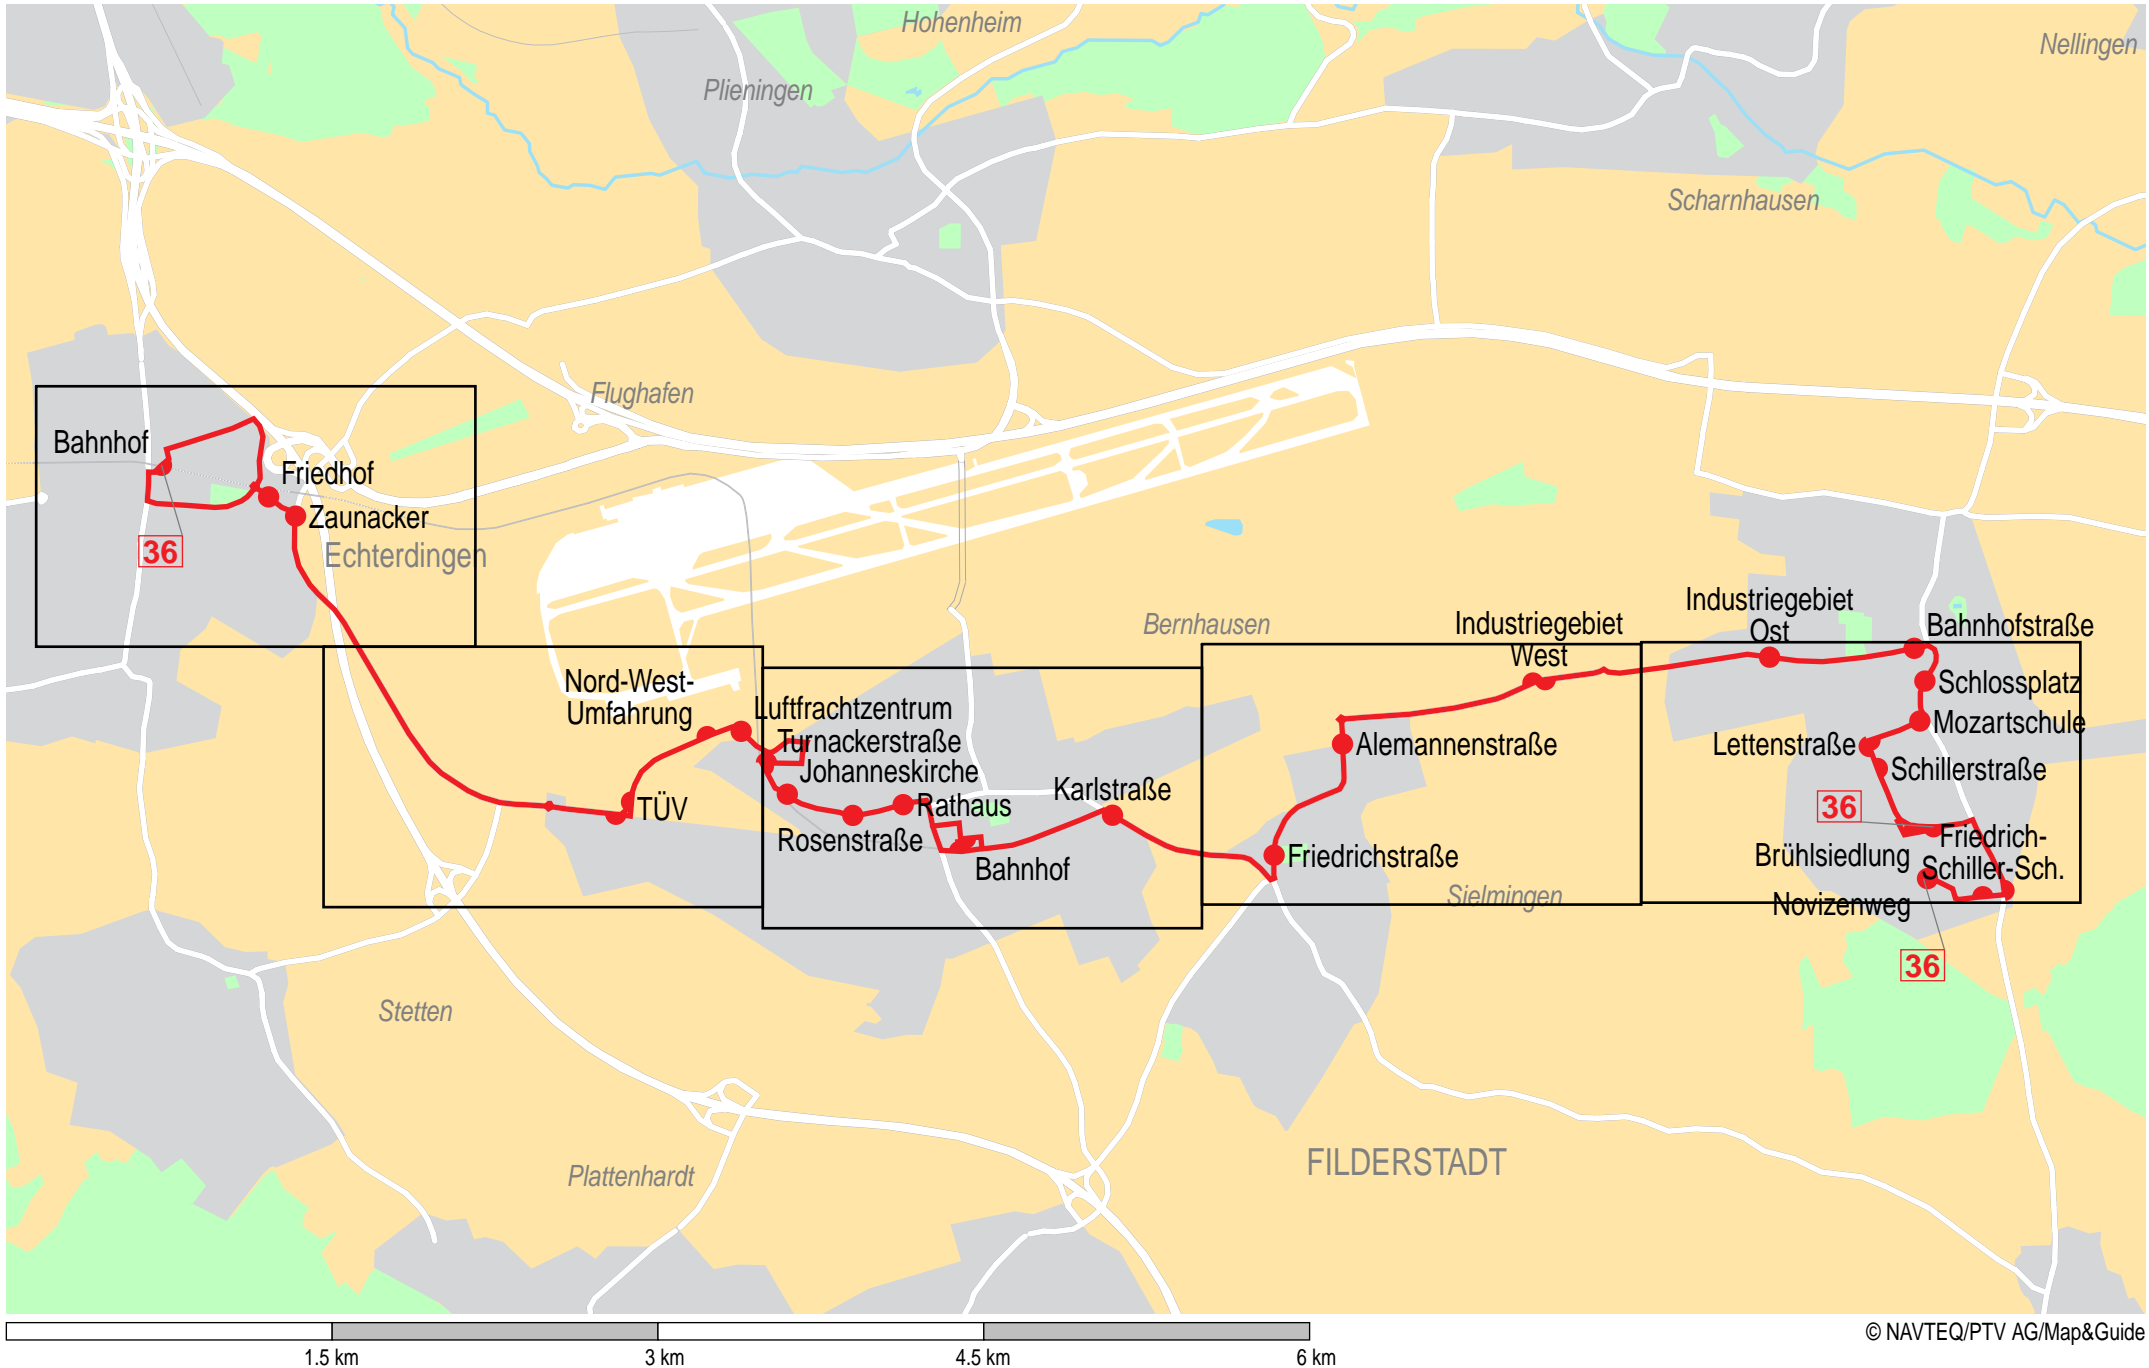 Hohenheim
Nellingen
Plieningen
Scharnhausen
Flughafen
Bahnhof
Friedhof
Zaunacker
36
Echterdingen
Industriegebiet
Ost
Bernhausen
Industriegebiet
West
Bahnhofstraße
Nord-West-
Umfahrung
Schlossplatz
Luftfrachtzentrum
Mozartschule
Turnackerstraße
Alemannenstraße
Lettenstraße
Johanneskirche
Schillerstraße
Karlstraße
Rathaus
TÜV
36
Friedrich-
Schiller-Sch.
Rosenstraße
Brühlsiedlung
Friedrichstraße
Bahnhof
Sielmingen
Novizenweg
36
Stetten
FILDERSTADT
Plattenhardt
© NAVTEQ/PTV AG/Map&Guide
1.5 km
3 km
4.5 km
6 km